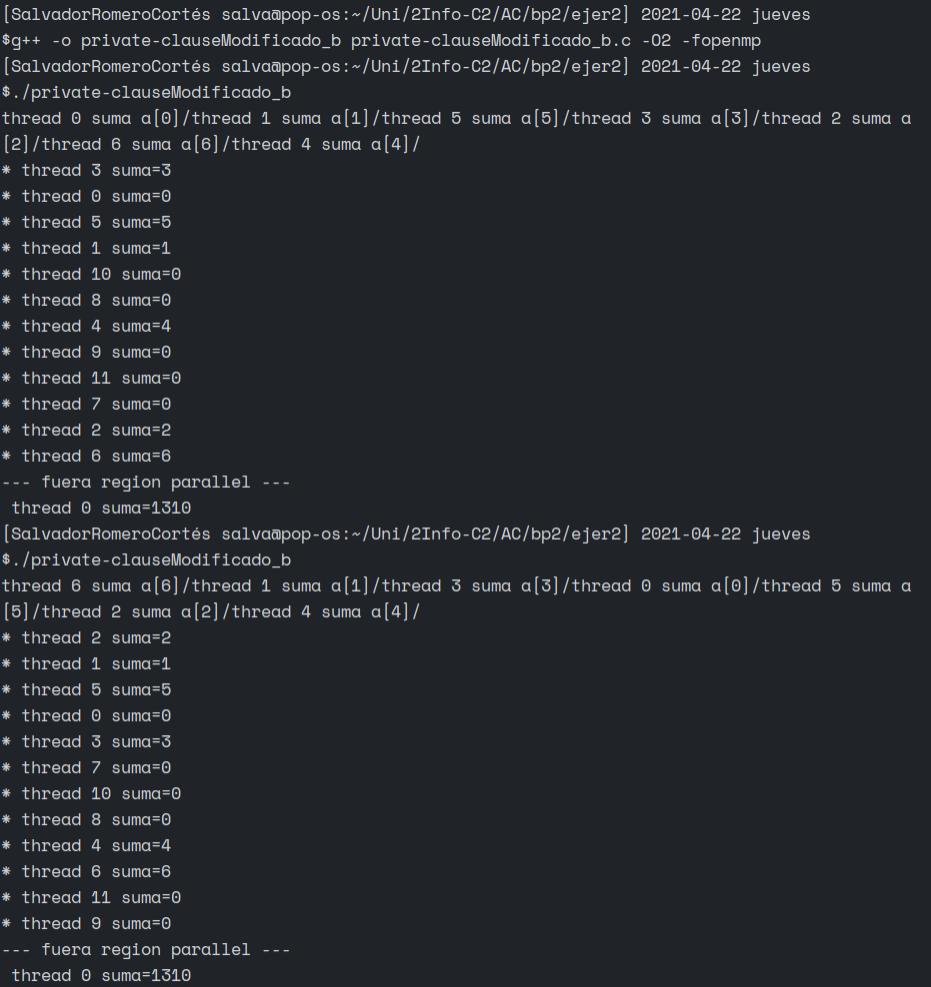 [SalvadorRomeroCortés salva@pop-os:~/Uni/2Info-C2/AC/bp2/ejer2] 2021-04-22 jueves
$g++ -o private-clauseModificado_b private-clauseModificado_b.c -O2 -fopenmp
[SalvadorRomeroCortés salva@pop-os:~/Uni/2Info-C2/AC/bp2/ejer2] 2021-04-22 jueves
$./private-clauseModificado_b
thread 0 suma a[0]/thread 1 suma a[1]/thread 5 suma a[5]/thread 3 suma a[3]/thread 2 suma a
[2]/thread 6 suma a[6]/thread 4 suma a[4]/
* thread 3 suma=3
* thread 0 suma=0
* thread 5 suma=5
* thread 1 suma=1
* thread 10 suma=0
* thread 8 suma=0
* thread 4 suma=4
* thread 9 suma=0
* thread 11 suma=0
* thread 7 suma=0
* thread 2 suma=2
* thread 6 suma=6
--- fuera region parallel ---
 thread 0 suma=1310
[SalvadorRomeroCortés salva@pop-os:~/Uni/2Info-C2/AC/bp2/ejer2] 2021-04-22 jueves
$./private-clauseModificado_b
thread 6 suma a[6]/thread 1 suma a[1]/thread 3 suma a[3]/thread 0 suma a[0]/thread 5 suma a
[5]/thread 2 suma a[2]/thread 4 suma a[4]/
* thread 2 suma=2
* thread 1 suma=1
* thread 5 suma=5
* thread 0 suma=0
* thread 3 suma=3
* thread 7 suma=0
* thread 10 suma=0
* thread 8 suma=0
* thread 4 suma=4
* thread 6 suma=6
* thread 11 suma=0
* thread 9 suma=0
--- fuera region parallel ---
 thread 0 suma=1310